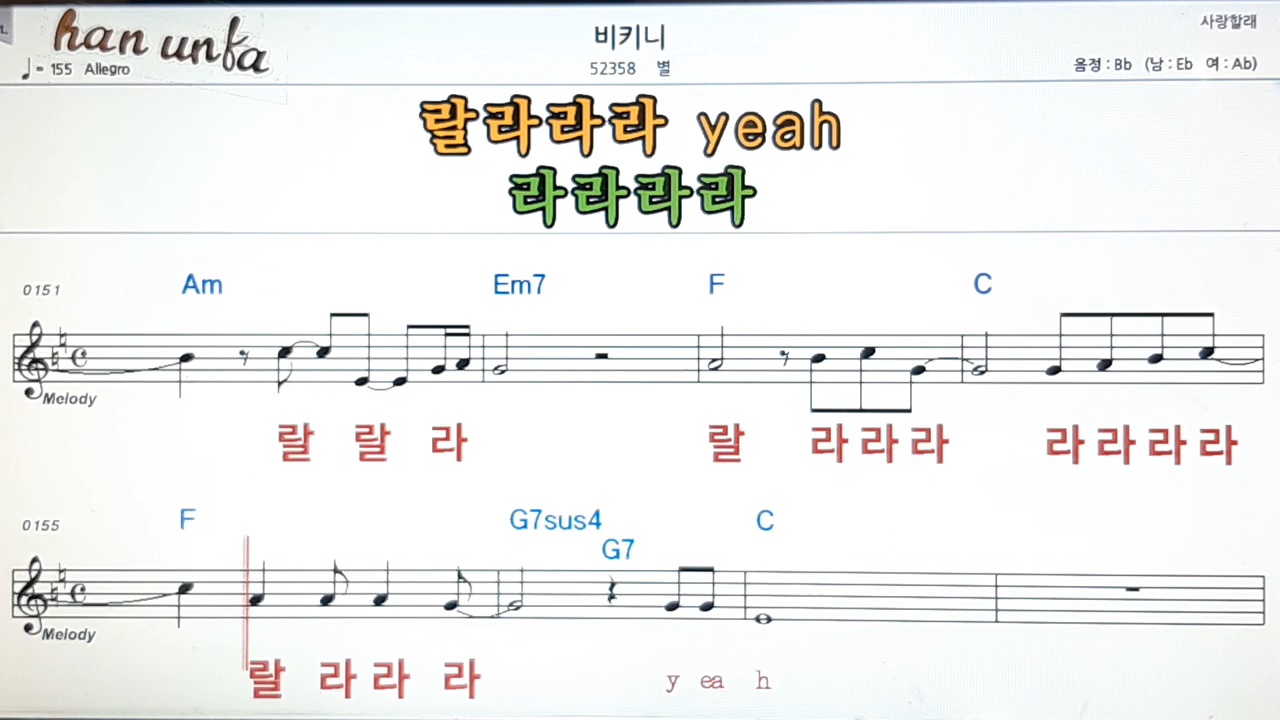 han unfa
사랑할래
비키니
♩= 155 Allegro
52358 별
음정 : Bb (남 : Eb 여 : Ab)
랄라라라 yeah
라라라라
0151
Am Em7 F C
Melody
랄 랄 라 랄 라 라 라 라 라 라 라
0155
F G7sus4 G7 C
Melody
랄 라 라 라 y ea h